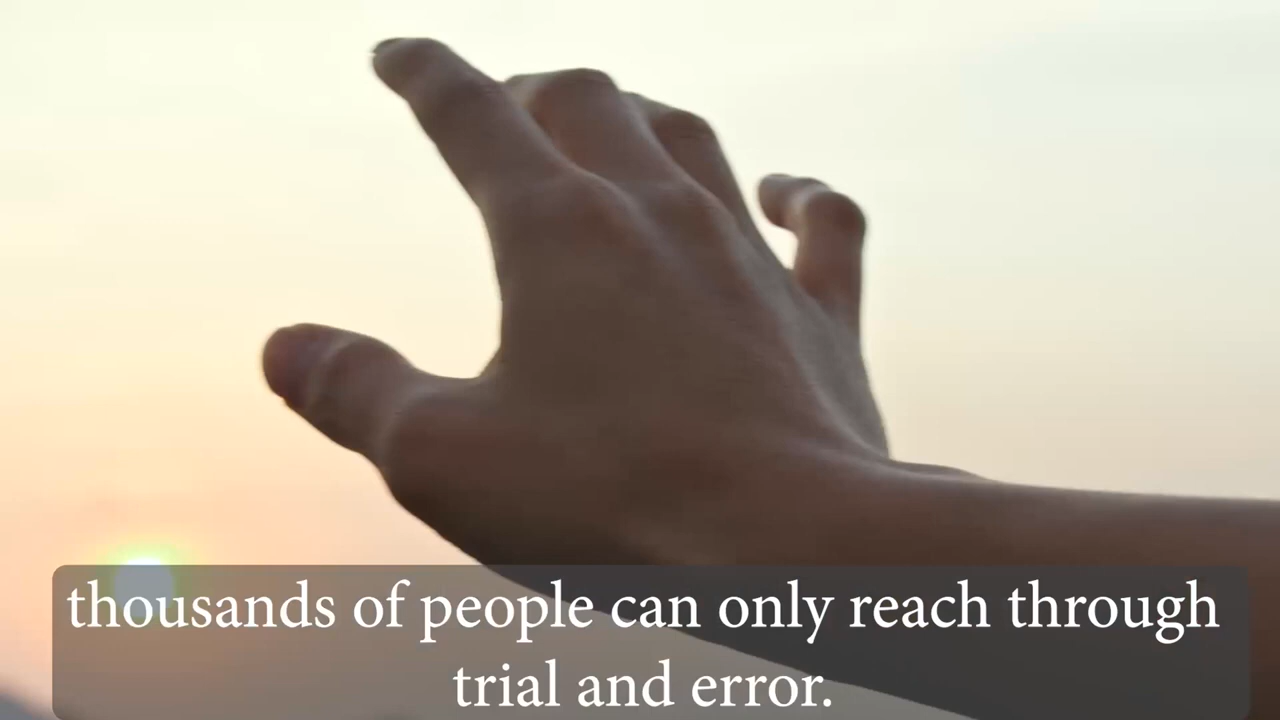 thousands of people can only reach through
trial and error.